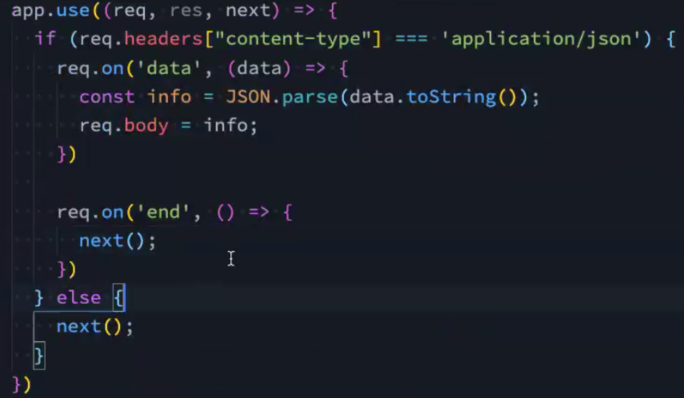 app.use((req, res, next) => {
  if (req.headers["content-type"] === 'application/json') {
    req.on('data', (data) => {
      const info = JSON.parse(data.toString());
      req.body = info;
    })

    req.on('end', () => {
      next();
    })
  } else {
    next();
  }
})